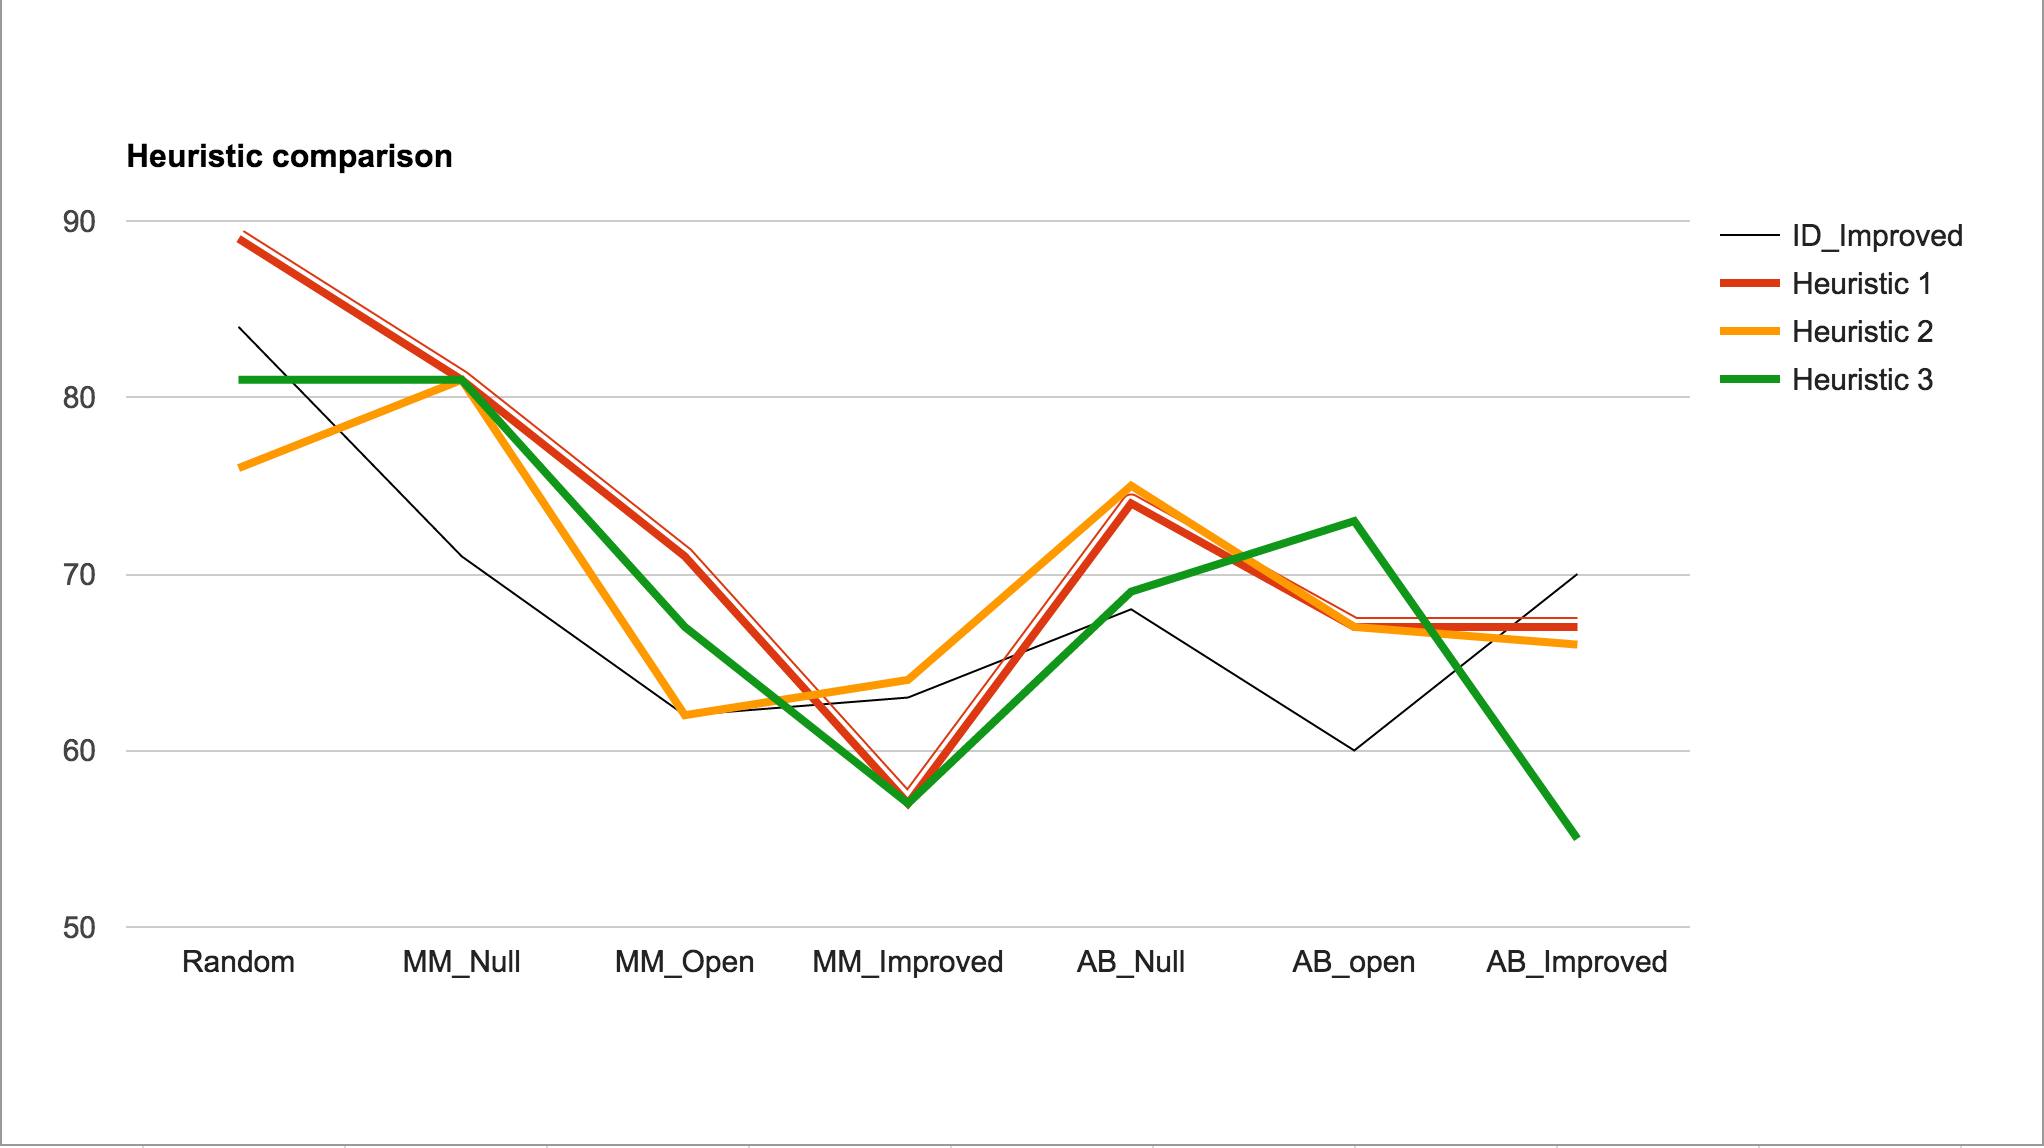 Heuristic comparison
90
80
70
60
50
Random MM_Null MM_Open MM_Improved AB_Null AB_open AB_Improved
ID_Improved
Heuristic 1
Heuristic 2
Heuristic 3